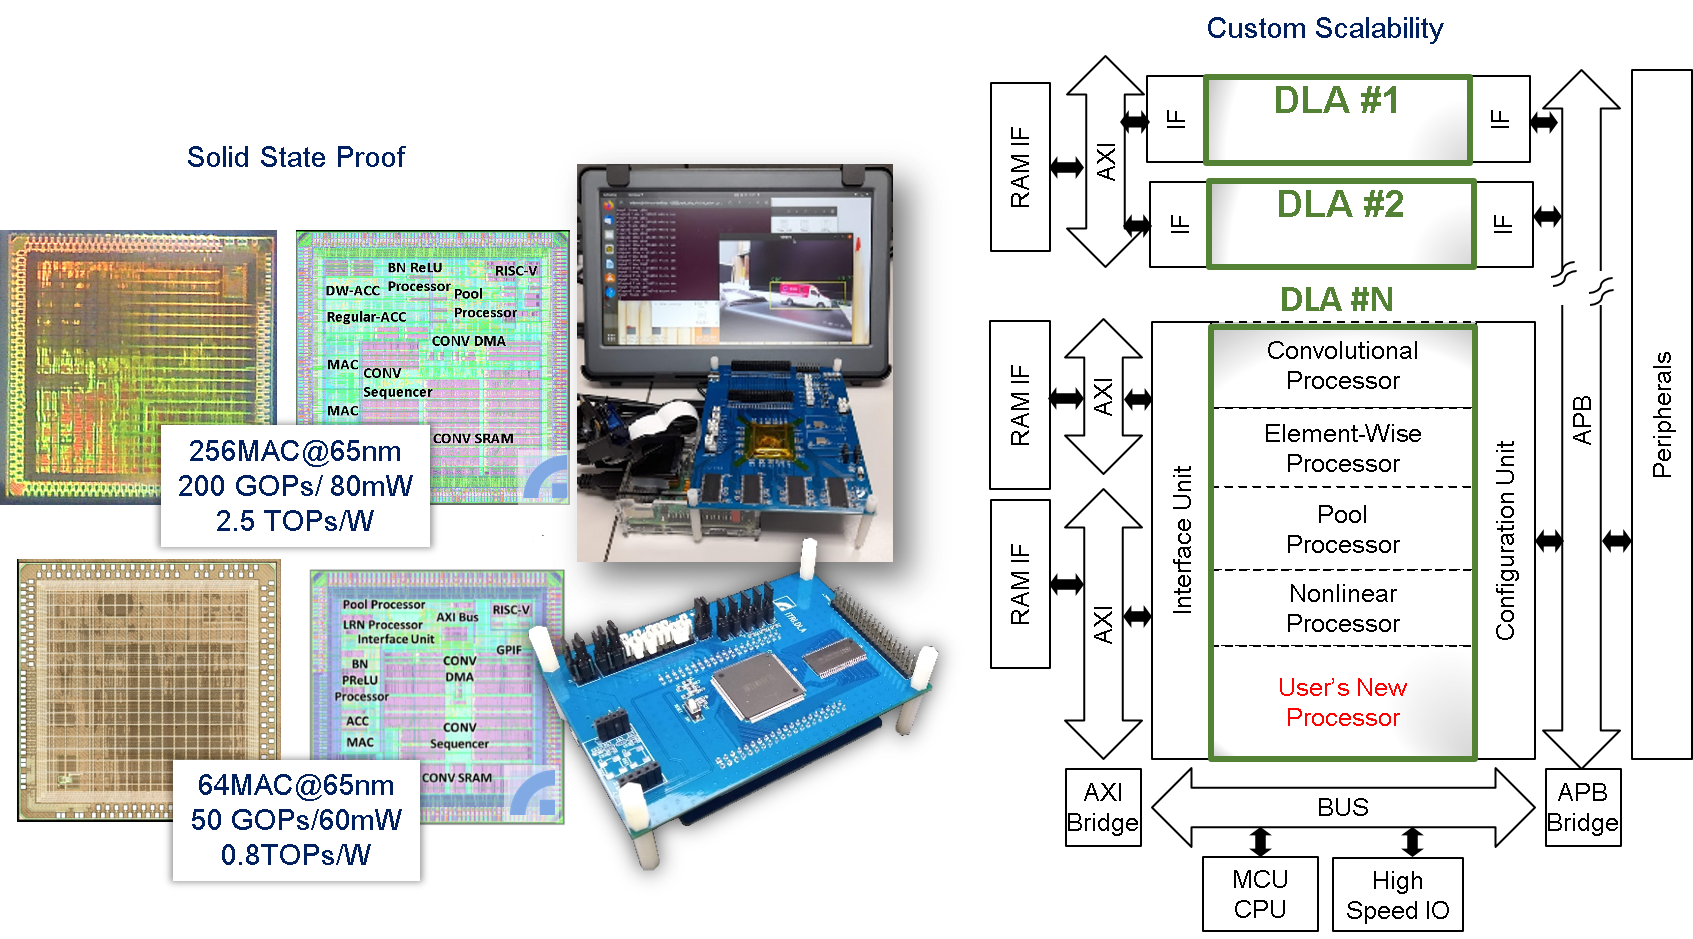 Solid State Proof
BN ReLU
Processor
RISC-V
DW-ACC
Pool
Processor
Regular-ACC
CONV DMA
MAC
CONV
Sequencer
MAC
CONV SRAM
256MAC@65nm
200 GOPs/ 80mW
2.5 TOPs/W
Pool Processor
AXI Bus
RISC-V
LRN Processor
Interface Unit
GPIF
BN
PReLU
Processor
CONV
DMA
ACC
MAC
CONV
Sequencer
CONV SRAM
64MAC@65nm
50 GOPs/60mW
0.8TOPs/W
Custom Scalability
RAM IF
AXI
IF
DLA #1
IF
IF
DLA #2
IF
DLA #N
RAM IF
AXI
RAM IF
AXI
Interface Unit
Convolutional
Processor
Element-Wise
Processor
Pool
Processor
Nonlinear
Processor
User's New
Processor
Configuration Unit
APB
Peripherals
AXI
Bridge
BUS
APB
Bridge
MCU
CPU
High
Speed IO